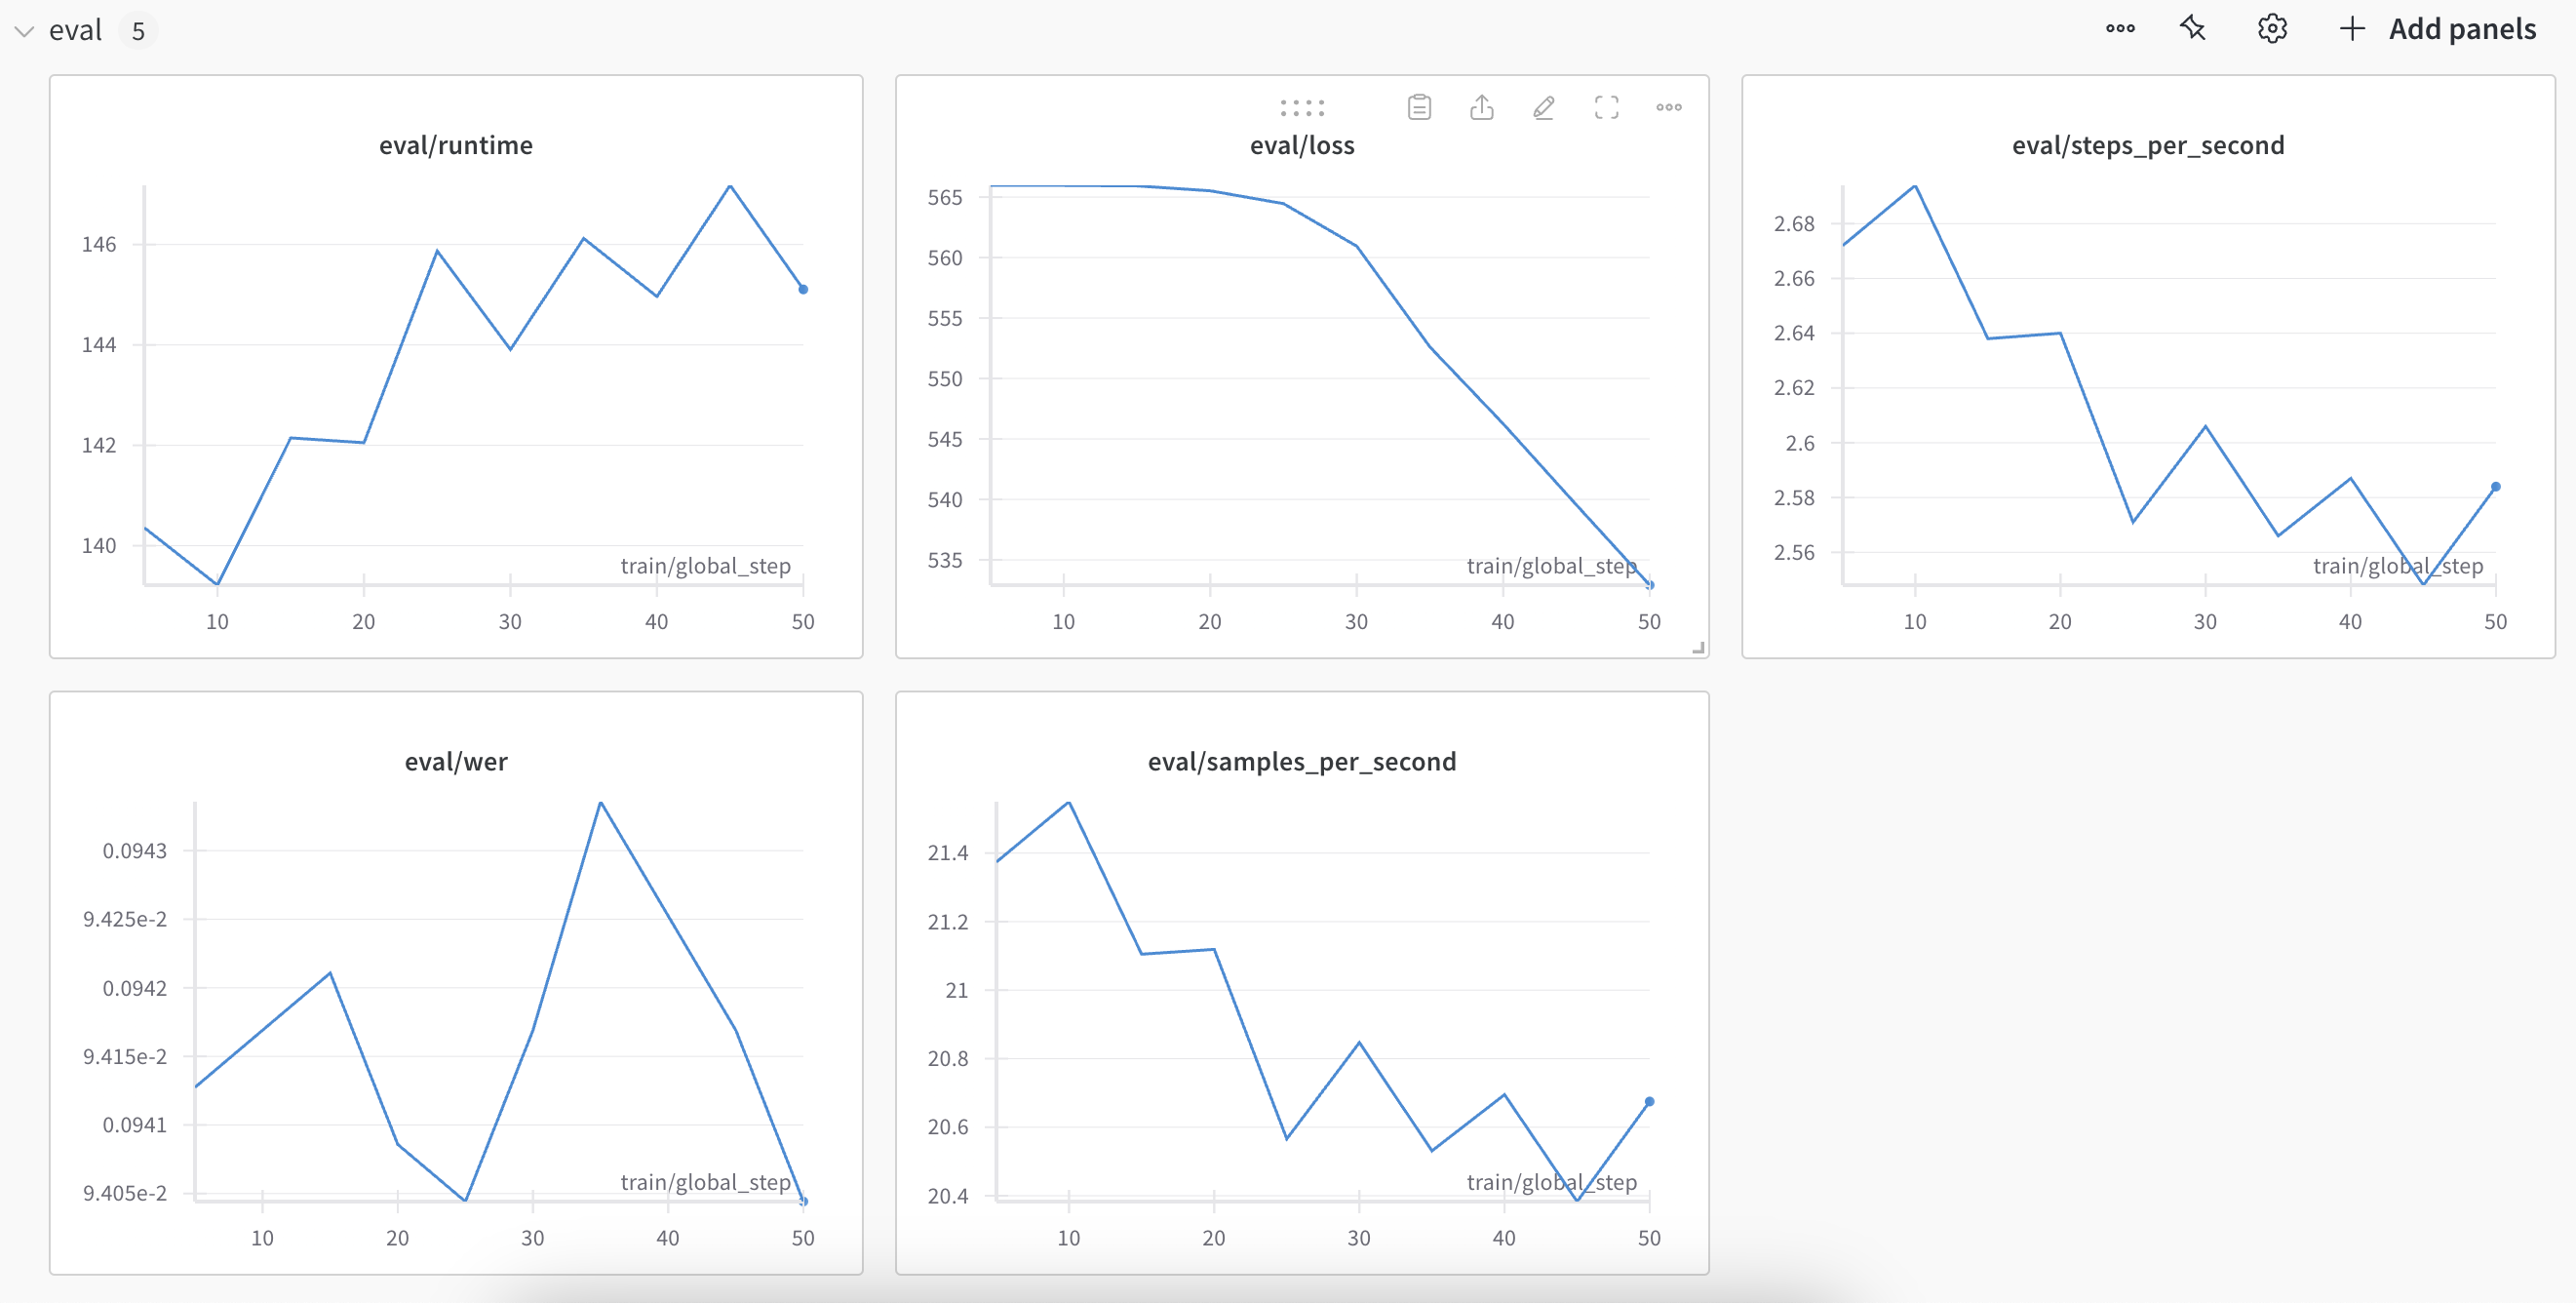 eval 5
Add panels
eval/runtime
146
144
142
140
train/global_step
10 20 30 40 50
eval/loss
565
560
555
550
545
540
535
train/global_step
10 20 30 40 50
eval/steps_per_second
2.68
2.66
2.64
2.62
2.6
2.58
2.56
train/global_step
10 20 30 40 50
eval/wer
0.0943
9.425e-2
0.0942
9.415e-2
0.0941
9.405e-2
train/global_step
10 20 30 40 50
eval/samples_per_second
21.4
21.2
21
20.8
20.6
20.4
train/global_step
10 20 30 40 50